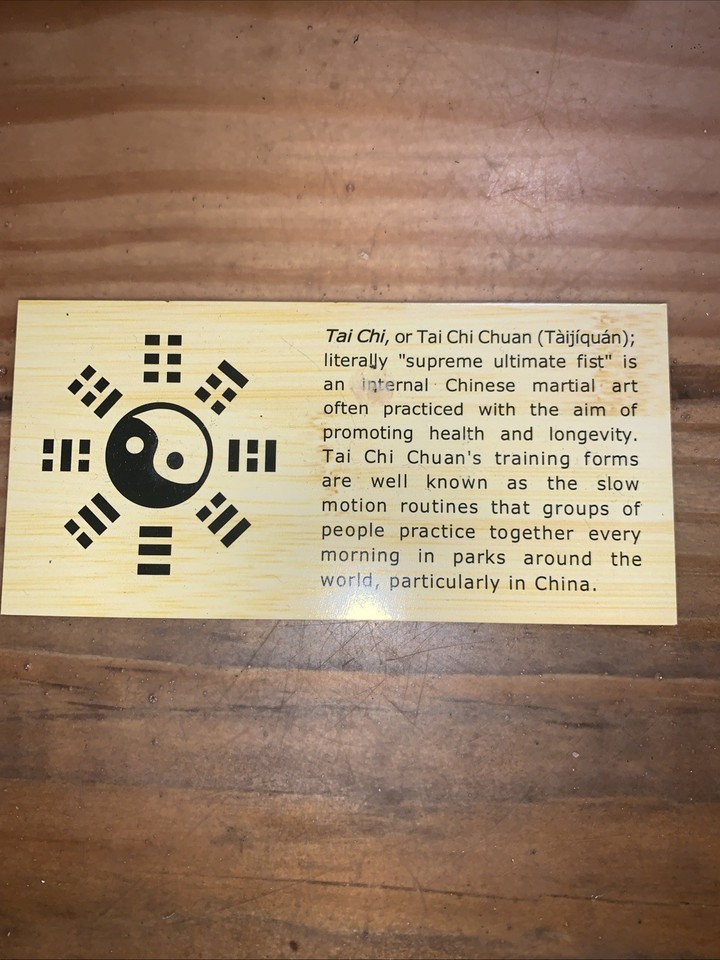 Tai Chi, or Tai Chi Chuan (Tàijíquán);
literally "supreme ultimate fist" is
an internal Chinese martial art
often practiced with the aim of
promoting health and longevity.
Tai Chi Chuan's training forms
are well known as the slow
motion routines that groups of
people practice together every
morning in parks around the
world, particularly in China.